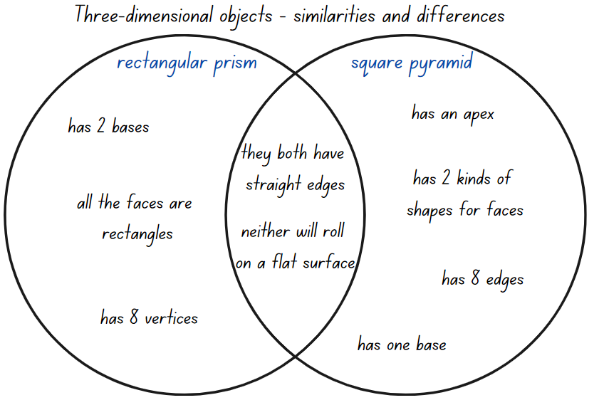 Three-dimensional objects - similarities and differences
rectangular prism
has 2 bases
all the faces are
rectangles
has 8 vertices
they both have
straight edges
neither will roll
on a flat surface
square pyramid
has an apex
has 2 kinds of
shapes for faces
has 8 edges
has one base